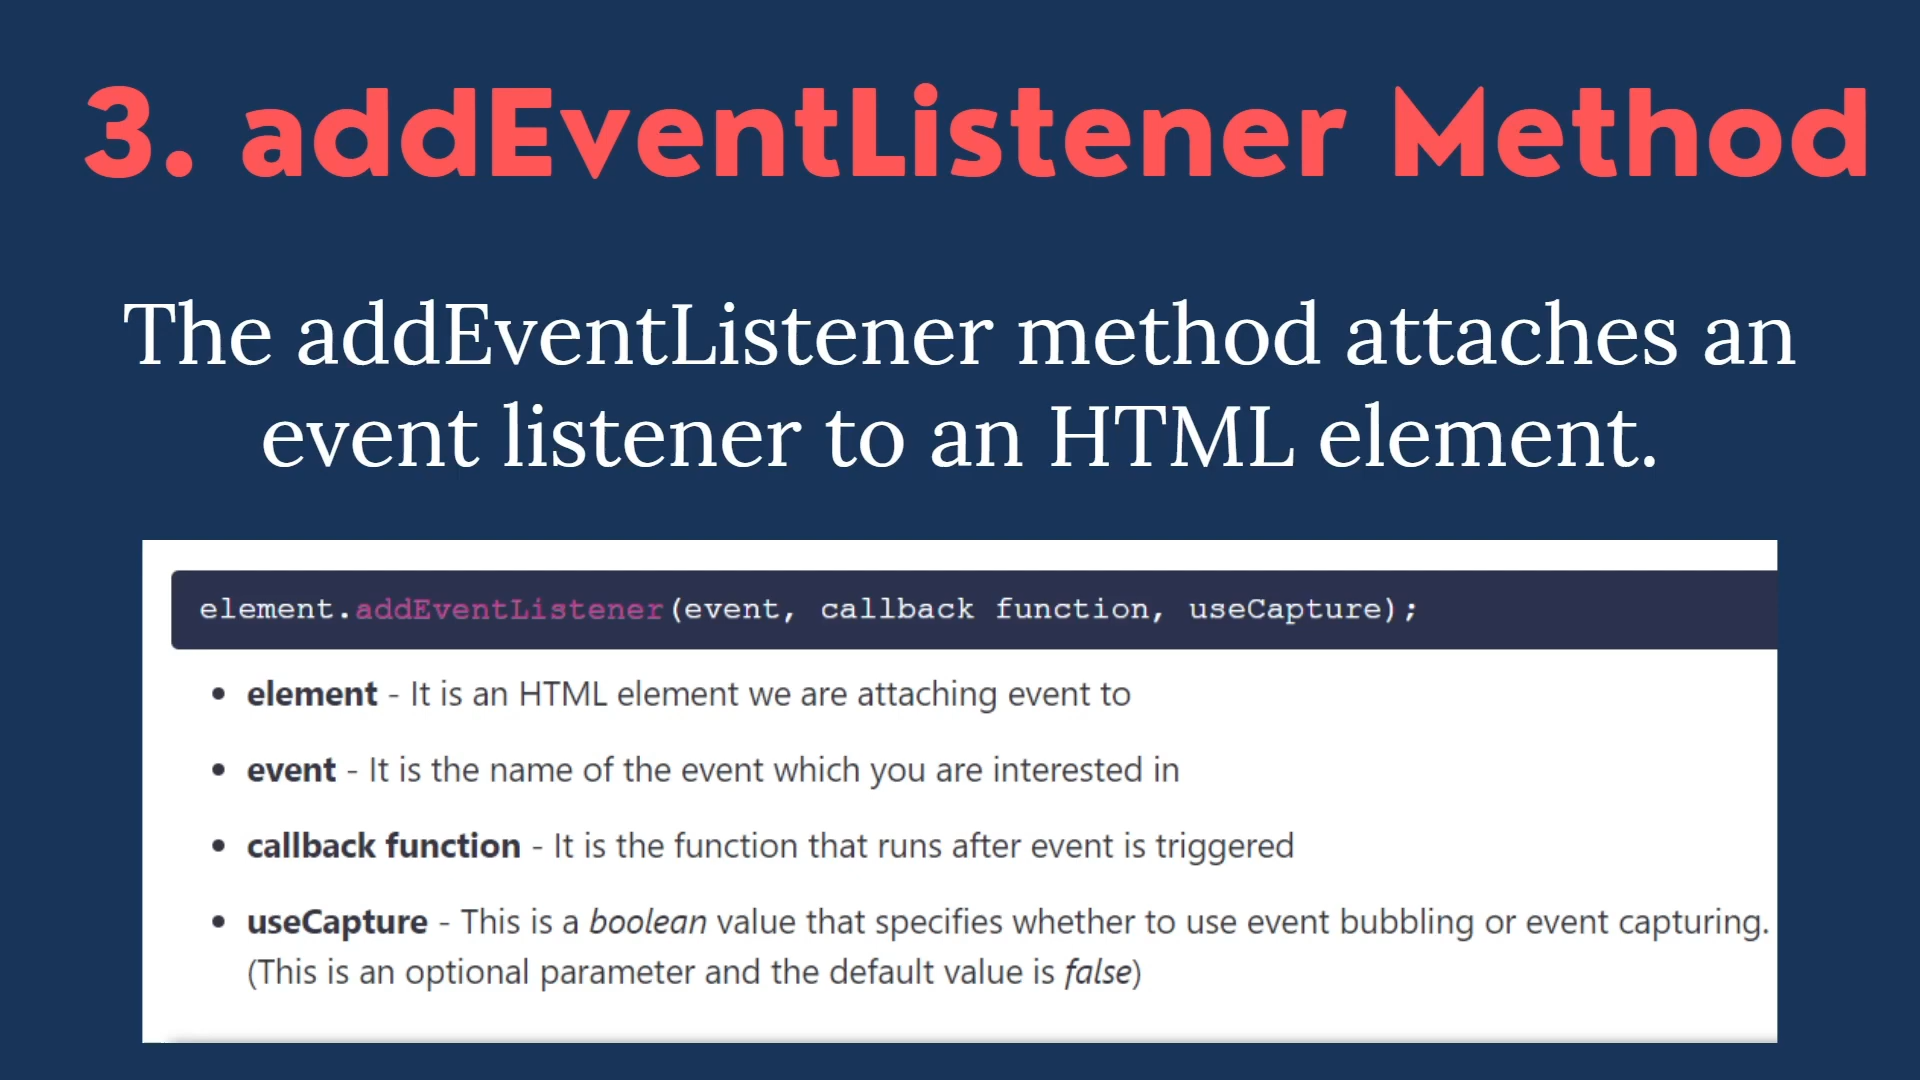 3. addEventListener Method
The addEventListener method attaches an
event listener to an HTML element.
element.addEventListener(event, callback function, useCapture);
• element - It is an HTML element we are attaching event to
• event - It is the name of the event which you are interested in
• callback function - It is the function that runs after event is triggered
• useCapture - This is a boolean value that specifies whether to use event bubbling or event capturing.
(This is an optional parameter and the default value is false)